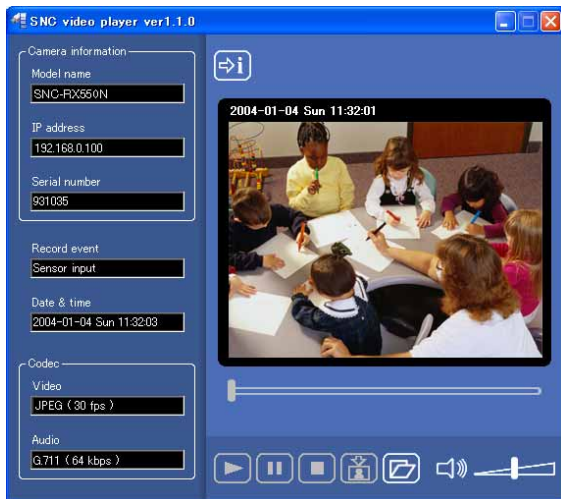 SNC video player ver1.1.0
Camera information
Model name
SNC-RX550N
IP address
192.168.0.100
Serial number
931035
Record event
Sensor input
Date & time
2004-01-04 Sun 11:32:03
Codec
Video
JPEG ( 30 fps )
Audio
G.711 ( 64 kbps )
i
2004-01-04 Sun 11:32:01